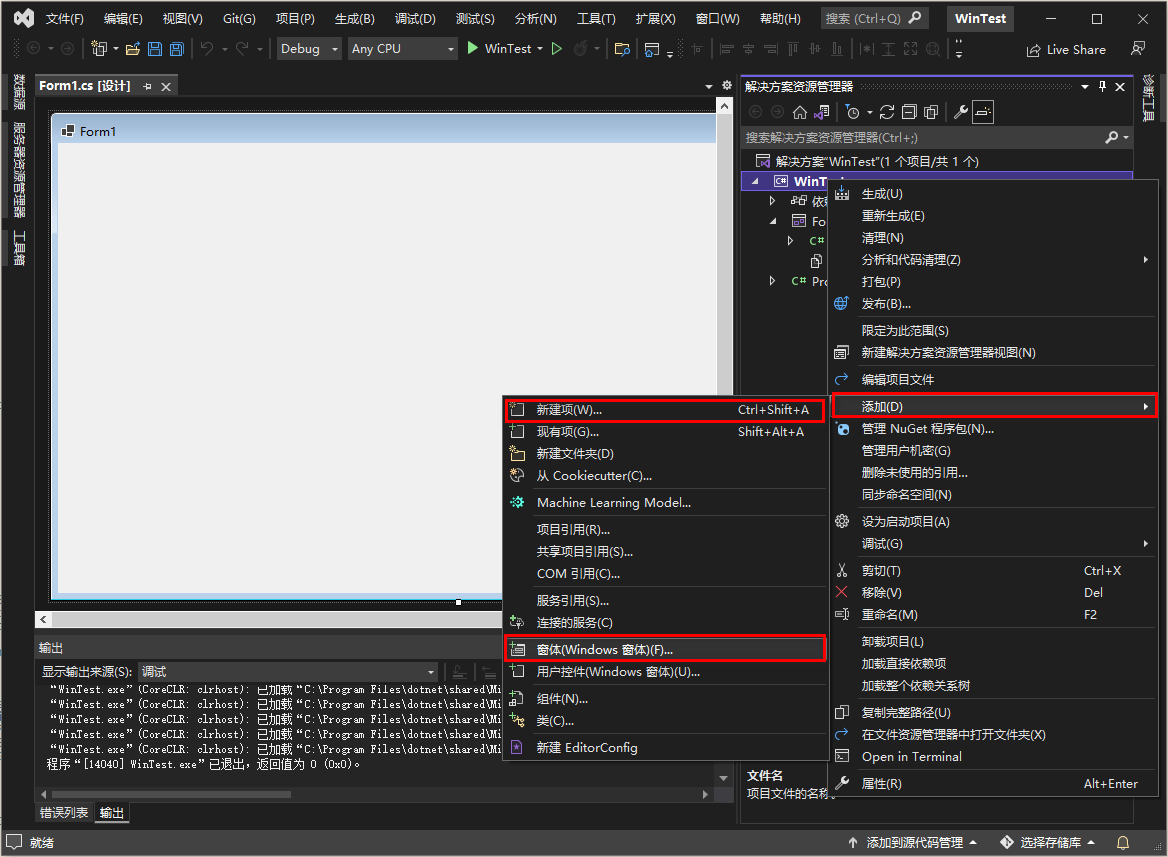 文件(F) 编辑(E) 视图(V) Git(G) 项目(P) 生成(B) 调试(D) 测试(S) 分析(N) 工具(T) 扩展(X) 窗口(W) 帮助(H) 搜索 (Ctrl+Q) WinTest
Debug Any CPU WinTest Live Share
数据源
服务器资源管理器
工具箱
Form1.cs [设计]
Form1
解决方案资源管理器
搜索解决方案资源管理器(Ctrl+;)
解决方案"WinTest"(1 个项目/共 1 个)
WinTest
依
Fo
C#
C# Pro
诊断工具
生成(U)
重新生成(E)
清理(N)
分析和代码清理(Z)
打包(P)
发布(B)...
限定为此范围(S)
新建解决方案资源管理器视图(N)
编辑项目文件
添加(D)
管理 NuGet 程序包(N)...
管理用户机密(G)
删除未使用的引用...
同步命名空间(N)
设为启动项目(A)
调试(G)
剪切(T) Ctrl+X
移除(V) Del
重命名(M) F2
卸载项目(L)
加载直接依赖项
加载整个依赖关系树
复制完整路径(U)
在文件资源管理器中打开文件夹(X)
Open in Terminal
属性(R) Alt+Enter
新建项(W)... Ctrl+Shift+A
现有项(G)... Shift+Alt+A
新建文件夹(D)
从 Cookiecutter(C)...
Machine Learning Model...
项目引用(R)...
共享项目引用(S)...
COM 引用(C)...
服务引用(S)...
连接的服务(C)
窗体(Windows 窗体)(F)...
用户控件(Windows 窗体)(U)...
组件(N)...
类(C)...
新建 EditorConfig
输出
显示输出来源(S): 调试
“WinTest.exe”(CoreCLR: clrhost): 已加载“C:\Program Files\dotnet\shared\Mi
“WinTest.exe”(CoreCLR: clrhost): 已加载“C:\Program Files\dotnet\shared\Mi
“WinTest.exe”(CoreCLR: clrhost): 已加载“C:\Program Files\dotnet\shared\Mi
“WinTest.exe”(CoreCLR: clrhost): 已加载“C:\Program Files\dotnet\shared\Mi
“WinTest.exe”(CoreCLR: clrhost): 已加载“C:\Program Files\dotnet\shared\Mi
程序“[14040] WinTest.exe”已退出，返回值为 0 (0x0)。
错误列表 输出
文件名
项目文件的名称。
就绪 添加到源代码管理 选择存储库